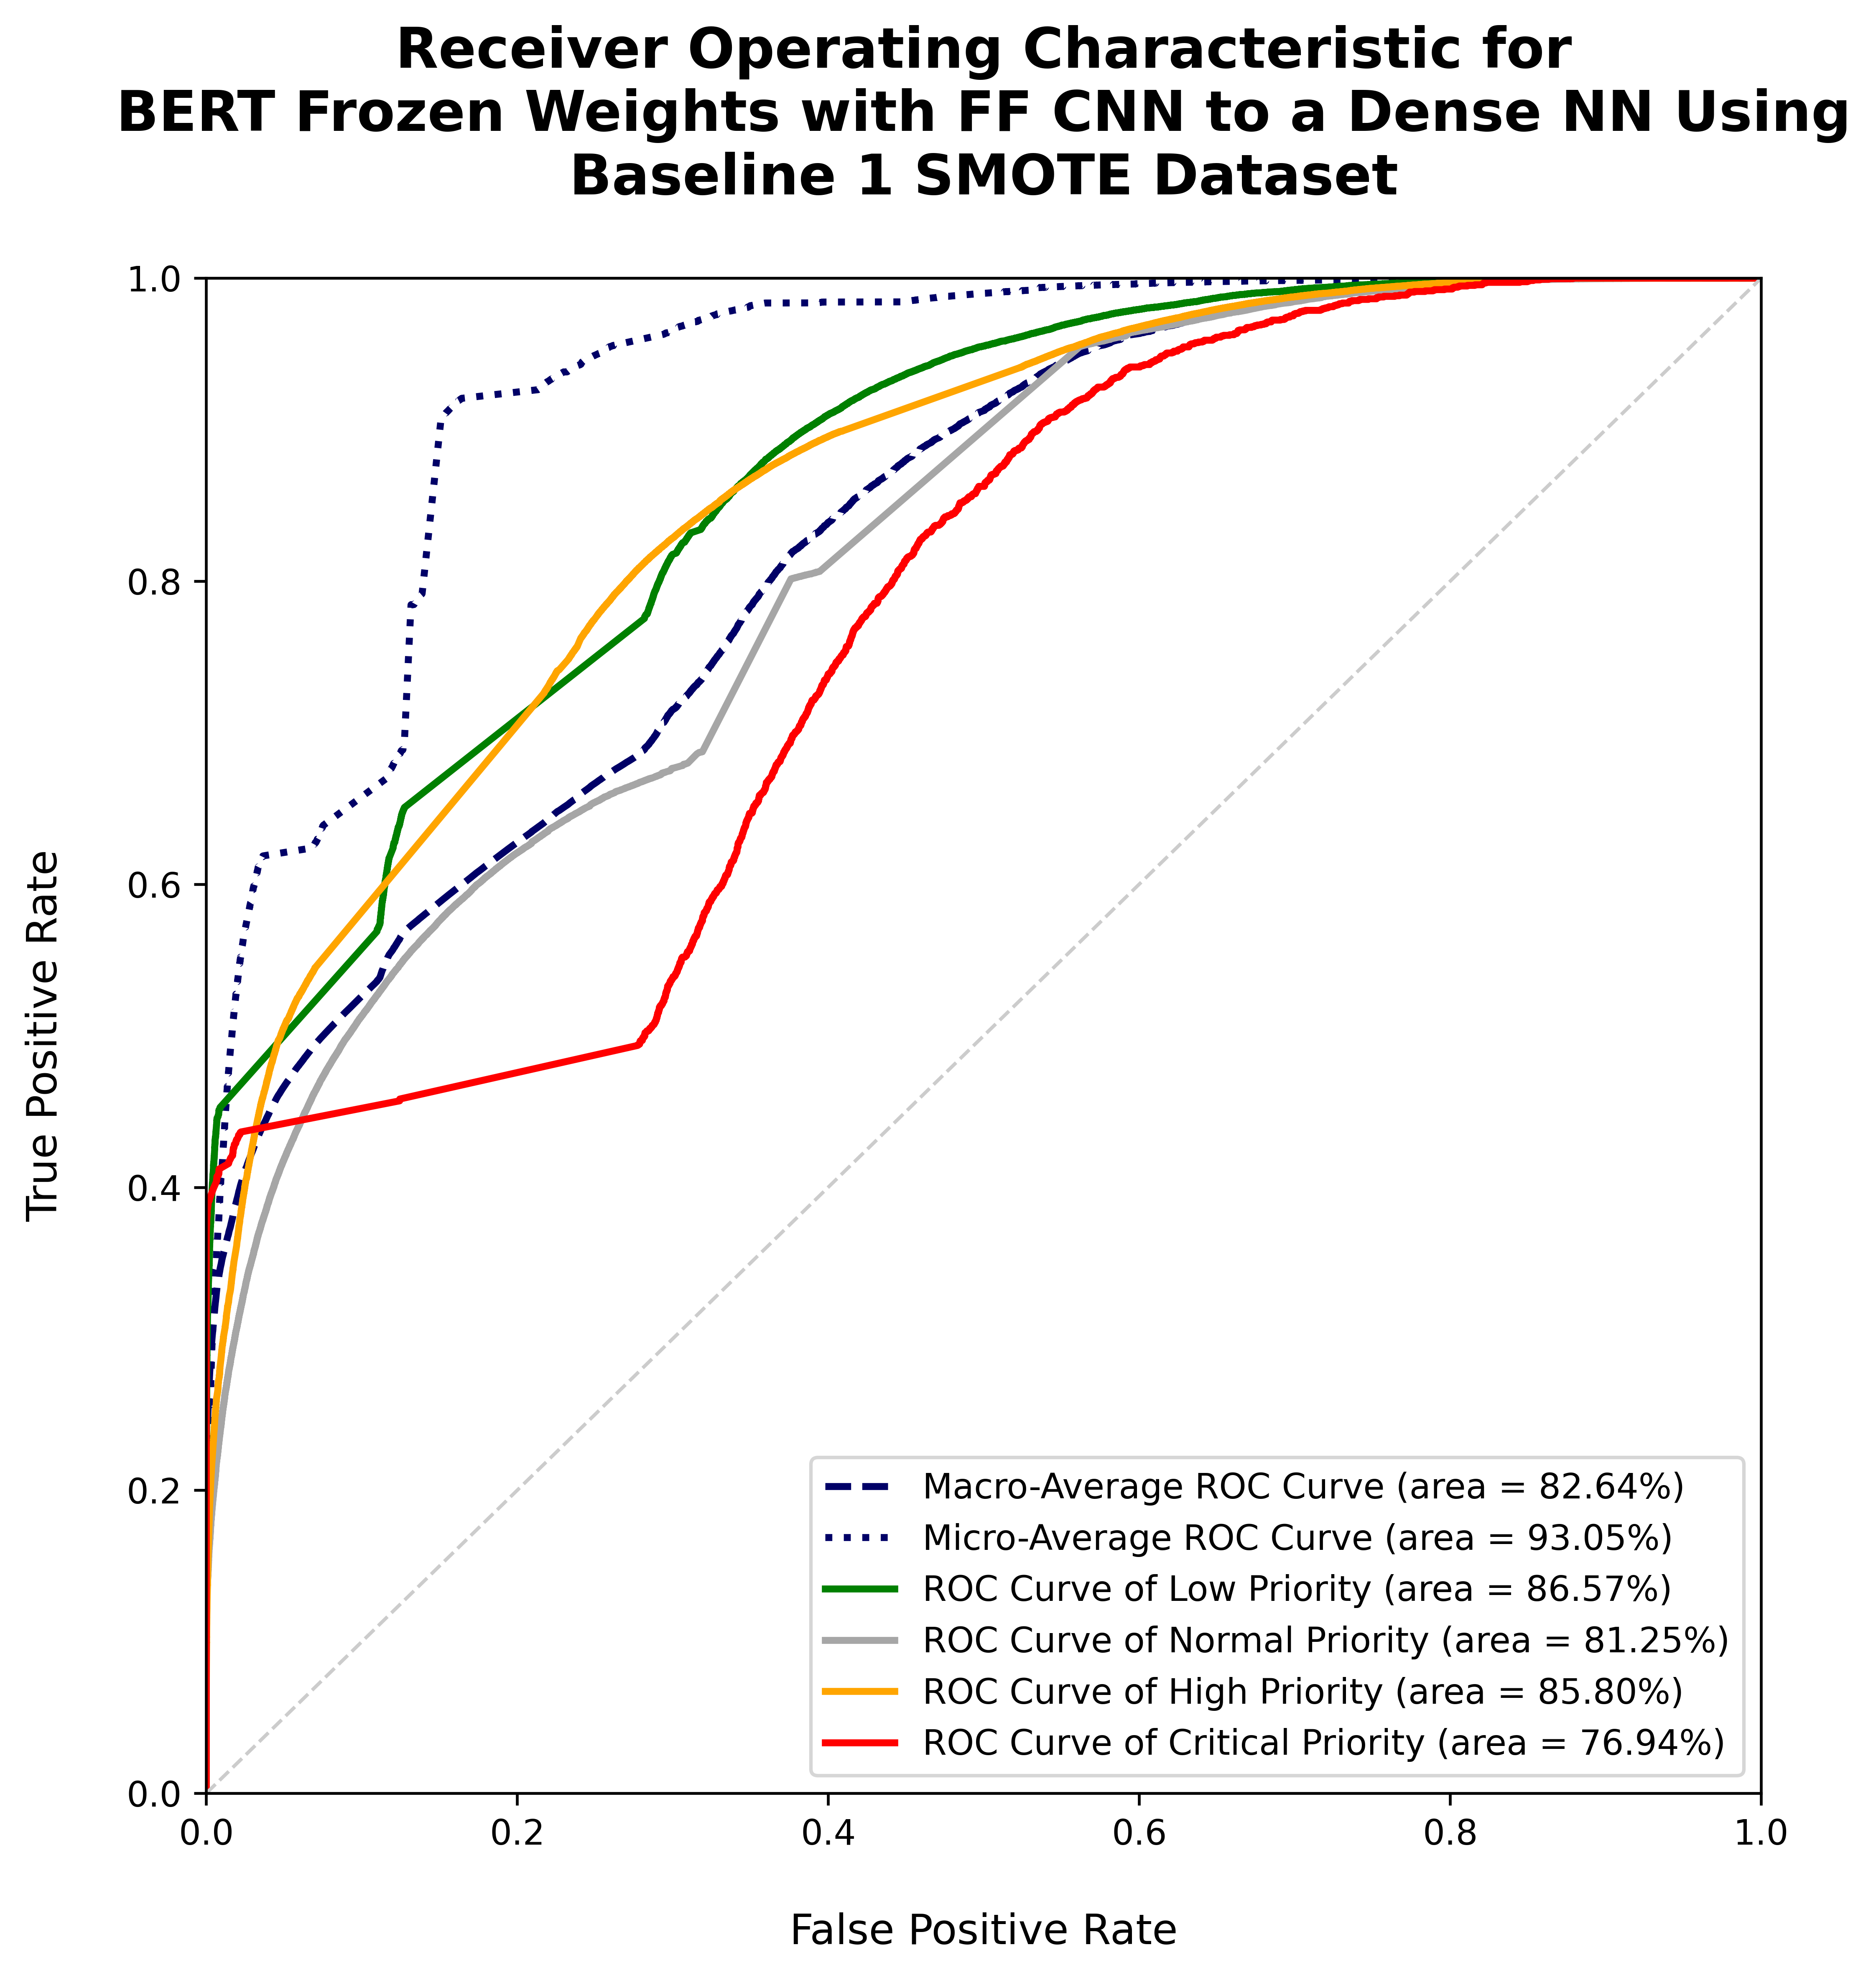 Receiver Operating Characteristic for
BERT Frozen Weights with FF CNN to a Dense NN Using
Baseline 1 SMOTE Dataset
1.0
0.8
0.6
0.4
0.2
0.0
True Positive Rate
Macro-Average ROC Curve (area = 82.64%)
Micro-Average ROC Curve (area = 93.05%)
ROC Curve of Low Priority (area = 86.57%)
ROC Curve of Normal Priority (area = 81.25%)
ROC Curve of High Priority (area = 85.80%)
ROC Curve of Critical Priority (area = 76.94%)
0.0 0.2 0.4 0.6 0.8 1.0
False Positive Rate